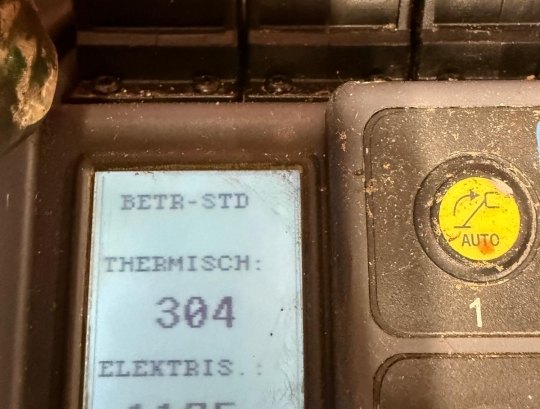 BETR-STD
THERMISCH:
304
ELEKTRIS.:
AUTO
1